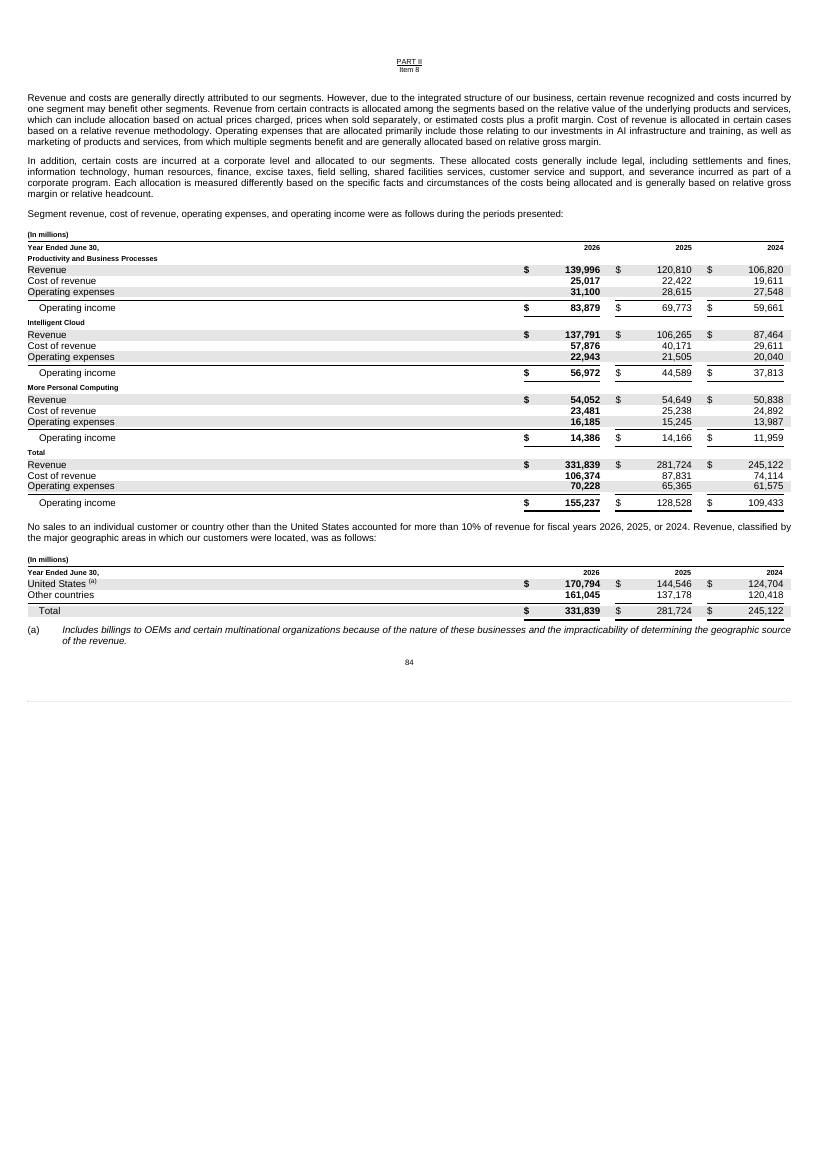 PART II
Item 8
Revenue and costs are generally directly attributed to our segments. However, due to the integrated structure of our business, certain revenue recognized and costs incurred by
one segment may benefit other segments. Revenue from certain contracts is allocated among the segments based on the relative value of the underlying products and services,
which can include allocation based on actual prices charged, prices when sold separately, or estimated costs plus a profit margin. Cost of revenue is allocated in certain cases
based on a relative revenue methodology. Operating expenses that are allocated primarily include those relating to our investments in AI infrastructure and training, as well as
marketing of products and services, from which multiple segments benefit and are generally allocated based on relative gross margin.
In addition, certain costs are incurred at a corporate level and allocated to our segments. These allocated costs generally include legal, including settlements and fines,
information technology, human resources, finance, excise taxes, field selling, shared facilities services, customer service and support, and severance incurred as part of a
corporate program. Each allocation is measured differently based on the specific facts and circumstances of the costs being allocated and is generally based on relative gross
margin or relative headcount.
Segment revenue, cost of revenue, operating expenses, and operating income were as follows during the periods presented:
(In millions)
Year Ended June 30, 2026 2025 2024
Productivity and Business Processes
Revenue $ 139,996 $ 120,810 $ 106,820
Cost of revenue 25,017 22,422 19,611
Operating expenses 31,100 28,615 27,548
Operating income $ 83,879 $ 69,773 $ 59,661
Intelligent Cloud
Revenue $ 137,791 $ 106,265 $ 87,464
Cost of revenue 57,876 40,171 29,611
Operating expenses 22,943 21,505 20,040
Operating income $ 56,972 $ 44,589 $ 37,813
More Personal Computing
Revenue $ 54,052 $ 54,649 $ 50,838
Cost of revenue 23,481 25,238 24,892
Operating expenses 16,185 15,245 13,987
Operating income $ 14,386 $ 14,166 $ 11,959
Total
Revenue $ 331,839 $ 281,724 $ 245,122
Cost of revenue 106,374 87,831 74,114
Operating expenses 70,228 65,365 61,575
Operating income $ 155,237 $ 128,528 $ 109,433
No sales to an individual customer or country other than the United States accounted for more than 10% of revenue for fiscal years 2026, 2025, or 2024. Revenue, classified by
the major geographic areas in which our customers were located, was as follows:
(In millions)
Year Ended June 30, 2026 2025 2024
United States (a) $ 170,794 $ 144,546 $ 124,704
Other countries 161,045 137,178 120,418
Total $ 331,839 $ 281,724 $ 245,122
(a) Includes billings to OEMs and certain multinational organizations because of the nature of these businesses and the impracticability of determining the geographic source
of the revenue.
84